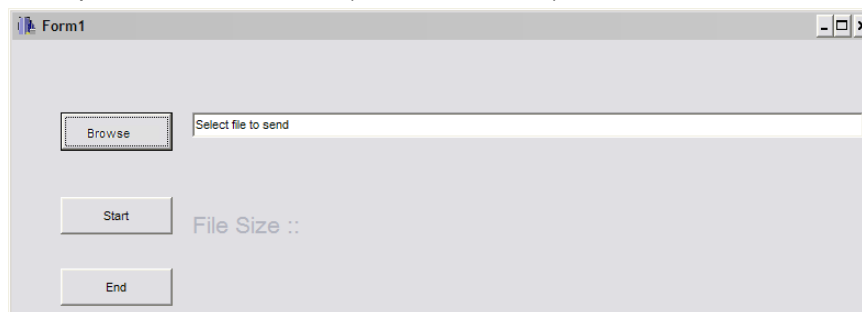 Form1
Browse
Select file to send
Start
File Size ::
End